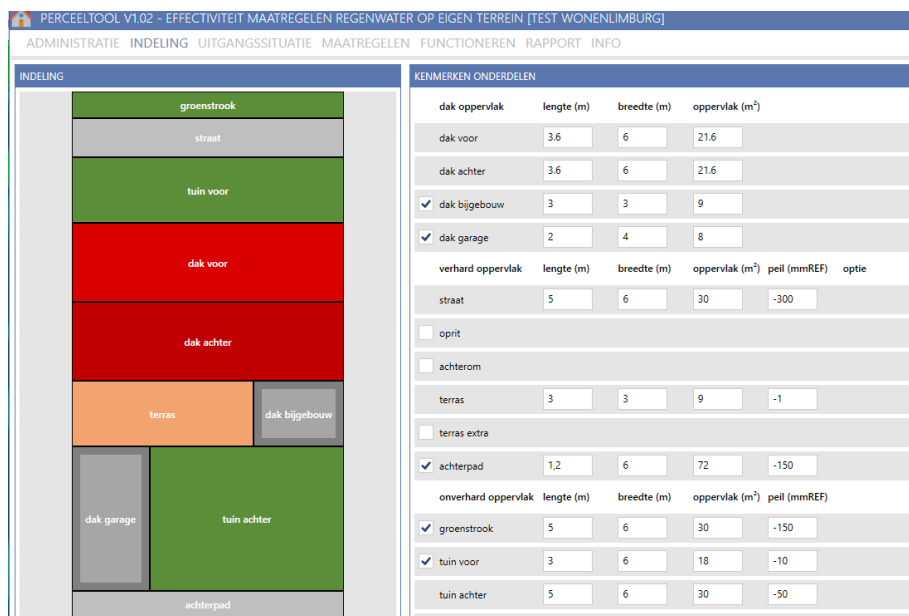 PERCEELTOOL V1.02 - EFFECTIVITEIT MAATREGELEN REGENWATER OP EIGEN TERREIN [TEST WONENLIMBURG]
ADMINISTRATIE INDELING UITGANGSSITUATIE MAATREGELEN FUNCTIONEREN RAPPORT INFO
INDELING
groenstrook
straat
tuin voor
dak voor
dak achter
terras
dak bijgebouw
dak garage
tuin achter
achterpad
KENMERKEN ONDERDELEN
dak oppervlak lengte (m) breedte (m) oppervlak (m²)
dak voor 3.6 6 21.6
dak achter 3.6 6 21.6
dak bijgebouw 3 3 9
dak garage 2 4 8
verhard oppervlak lengte (m) breedte (m) oppervlak (m²) peil (mmREF) optie
straat 5 6 30 -300
oprit
achterom
terras 3 3 9 -1
terras extra
achterpad 1,2 6 72 -150
onverhard oppervlak lengte (m) breedte (m) oppervlak (m²) peil (mmREF)
groenstrook 5 6 30 -150
tuin voor 3 6 18 -10
tuin achter 5 6 30 -50